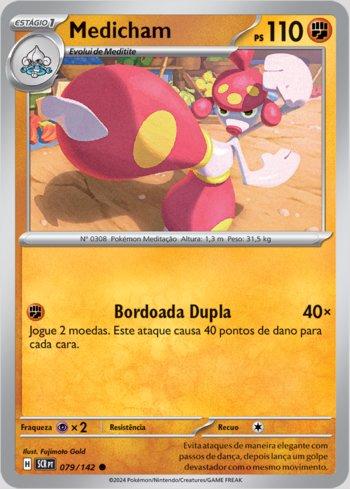 ESTÁGIO 1
Medicham
PS 110
Evolui de Meditite
Nº 0308 Pokémon Meditação Altura: 1,3 m Peso: 31,5 kg
Bordoada Dupla 40×
Jogue 2 moedas. Este ataque causa 40 pontos de dano para
cada cara.
Fraqueza ×2 Resistência Recuo
Ilust. Fujimoto Gold
H SCR PT 079/142
Evita ataques de maneira elegante com
passos de dança, depois lança um golpe
devastador com o mesmo movimento.
©2024 Pokémon/Nintendo/Creatures/GAME FREAK